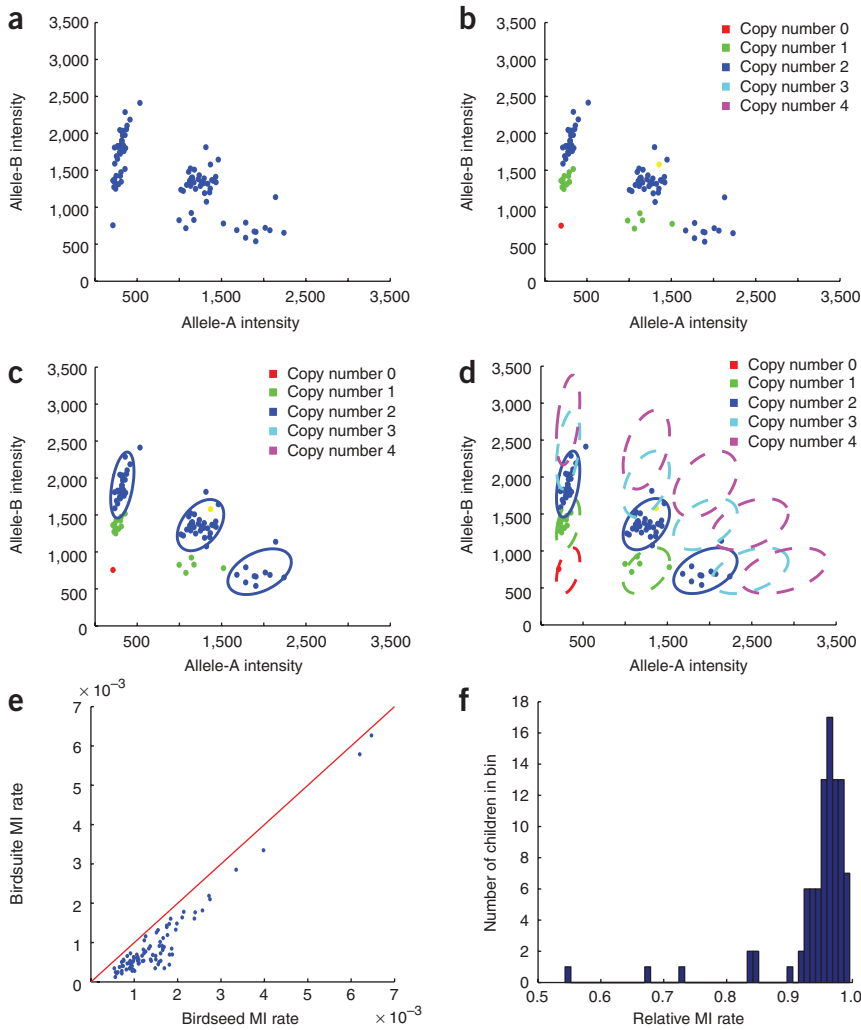 a
3,500
3,000
2,500
2,000
1,500
1,000
500
0
Allele-B intensity
500
1,500
2,500
3,500
Allele-A intensity
b
3,500
3,000
2,500
2,000
1,500
1,000
500
0
Allele-B intensity
500
1,500
2,500
3,500
Allele-A intensity
Copy number 0
Copy number 1
Copy number 2
Copy number 3
Copy number 4
c
3,500
3,000
2,500
2,000
1,500
1,000
500
0
Allele-B intensity
500
1,500
2,500
3,500
Allele-A intensity
Copy number 0
Copy number 1
Copy number 2
Copy number 3
Copy number 4
d
3,500
3,000
2,500
2,000
1,500
1,000
500
0
Allele-B intensity
500
1,500
2,500
3,500
Allele-A intensity
Copy number 0
Copy number 1
Copy number 2
Copy number 3
Copy number 4
e
× 10⁻³
7
6
5
4
3
2
1
0
Birdsuite MI rate
0
1
2
3
4
5
6
7
Birdseed MI rate
× 10⁻³
f
18
16
14
12
10
8
6
4
2
0
Number of children in bin
0.5
0.6
0.7
0.8
0.9
1.0
Relative MI rate